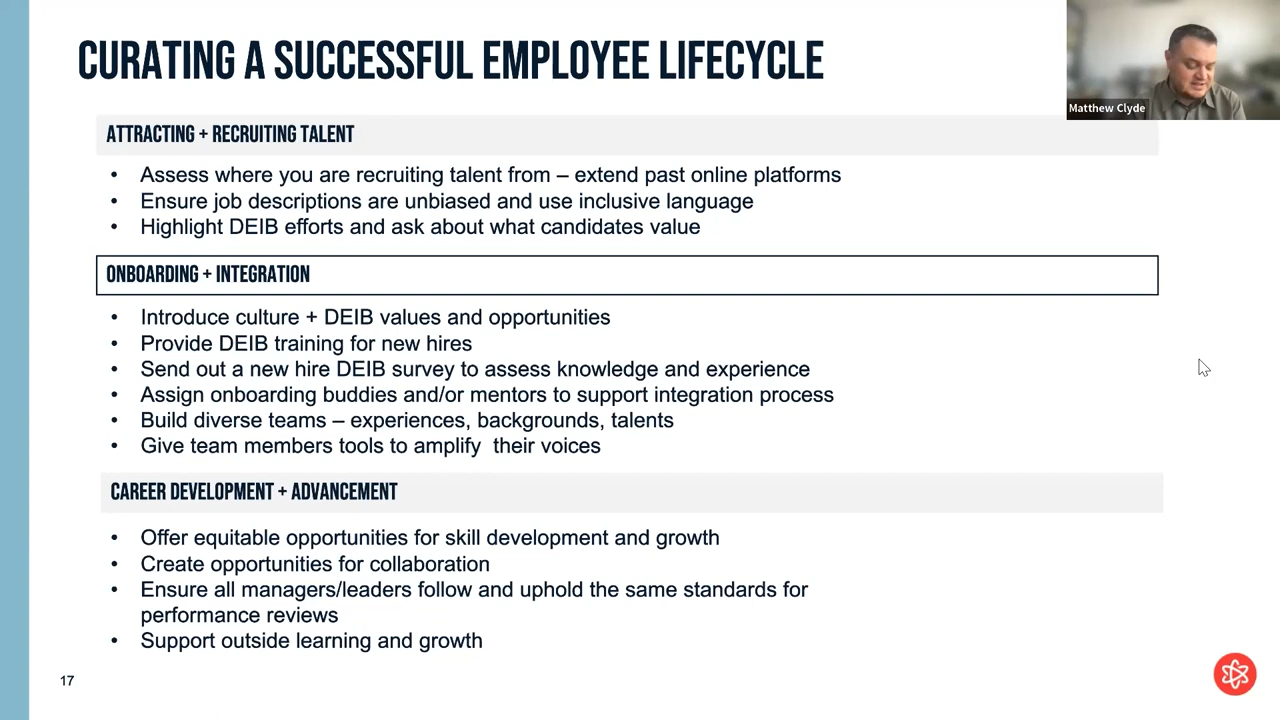 CURATING A SUCCESSFUL EMPLOYEE LIFECYCLE
Matthew Clyde
ATTRACTING + RECRUITING TALENT
• Assess where you are recruiting talent from – extend past online platforms
• Ensure job descriptions are unbiased and use inclusive language
• Highlight DEIB efforts and ask about what candidates value
ONBOARDING + INTEGRATION
• Introduce culture + DEIB values and opportunities
• Provide DEIB training for new hires
• Send out a new hire DEIB survey to assess knowledge and experience
• Assign onboarding buddies and/or mentors to support integration process
• Build diverse teams – experiences, backgrounds, talents
• Give team members tools to amplify  their voices
CAREER DEVELOPMENT + ADVANCEMENT
• Offer equitable opportunities for skill development and growth
• Create opportunities for collaboration
• Ensure all managers/leaders follow and uphold the same standards for
performance reviews
• Support outside learning and growth
17